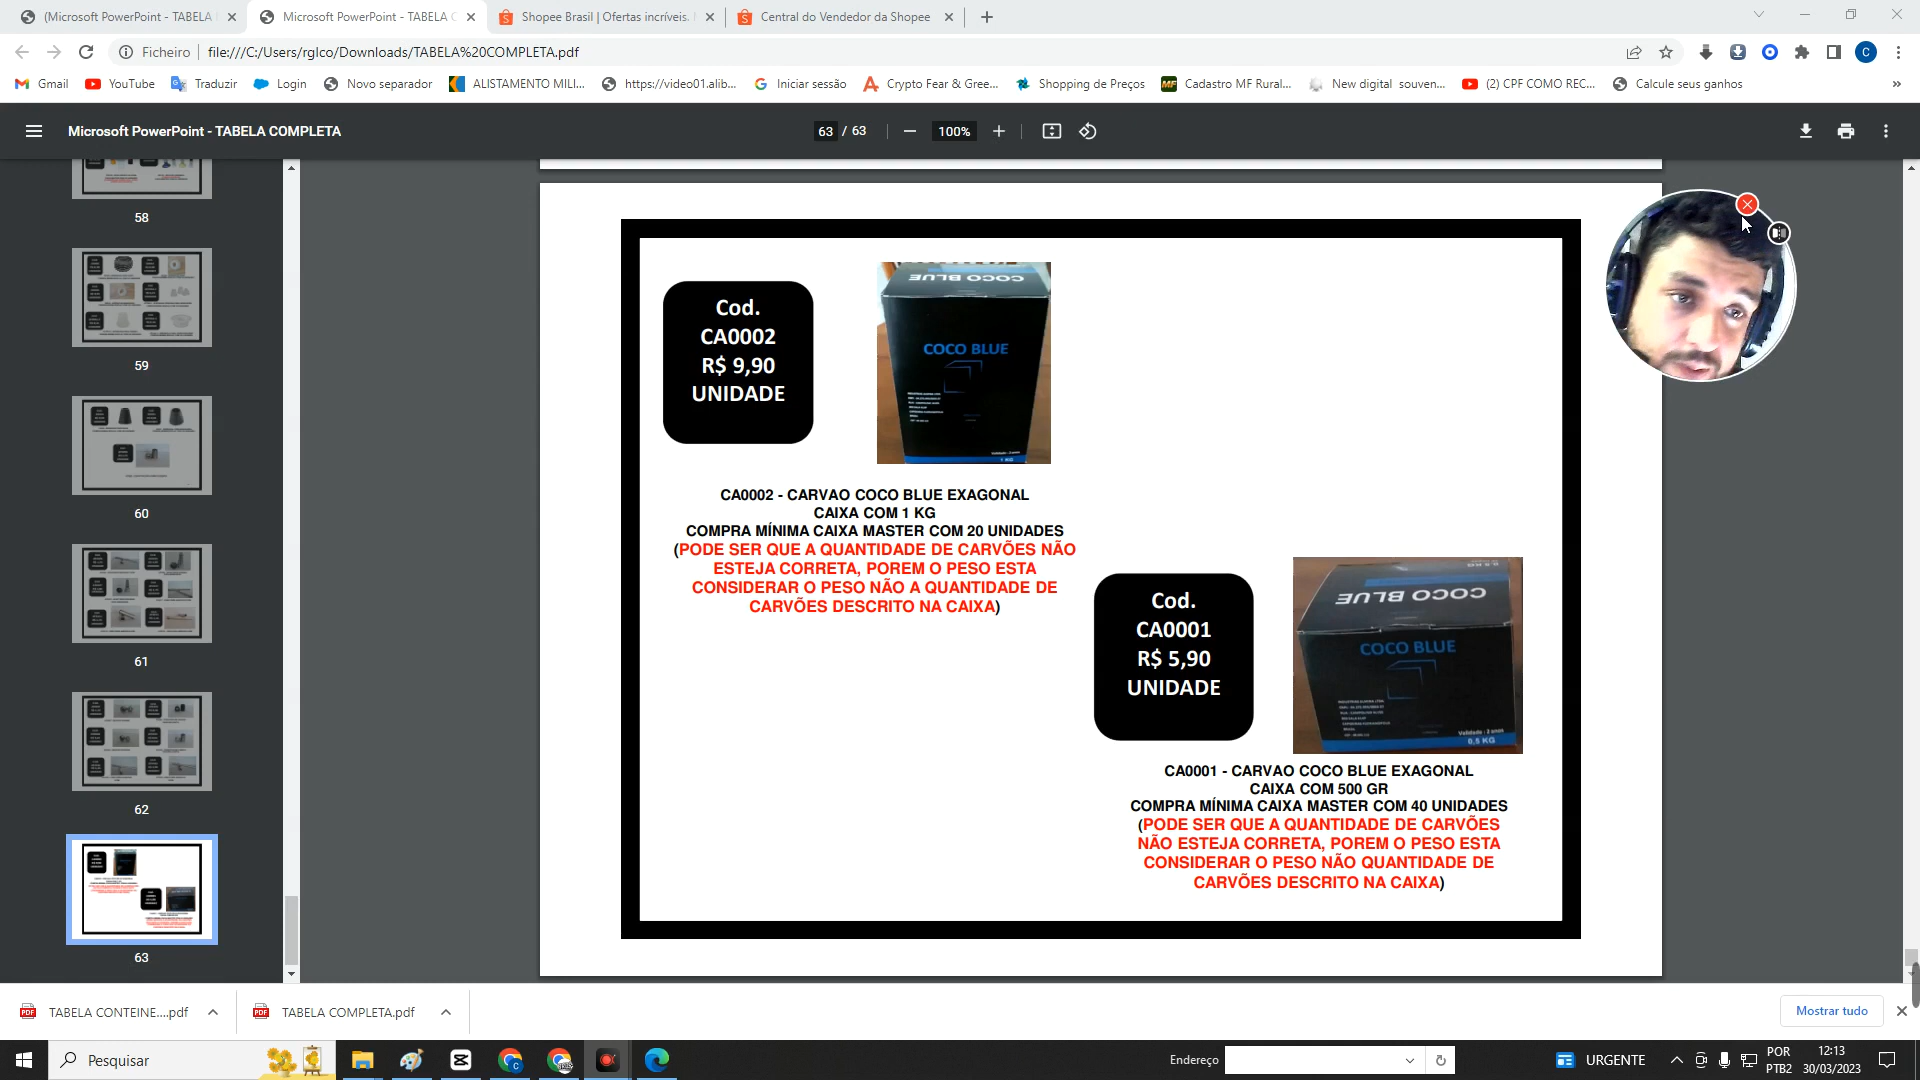 (Microsoft PowerPoint - TABELA
Microsoft PowerPoint - TABELA C
Shopee Brasil | Ofertas incríveis.
Central do Vendedor da Shopee
Ficheiro
file:///C:/Users/rglco/Downloads/TABELA%20COMPLETA.pdf
C
Gmail
YouTube
Traduzir
Login
Novo separador
ALISTAMENTO MILI...
https://video01.alib...
Iniciar sessão
Crypto Fear & Gree...
Shopping de Preços
MF
Cadastro MF Rural...
New digital souven...
(2) CPF COMO REC...
Calcule seus ganhos
»
Microsoft PowerPoint - TABELA COMPLETA
63 / 63
100%
58
59
60
61
62
63
Cod.
CA0002
R$ 9,90
UNIDADE
COCO BLUE
COCO BLUE
1 KG
CA0002 - CARVAO COCO BLUE EXAGONAL
CAIXA COM 1 KG
COMPRA MÍNIMA CAIXA MASTER COM 20 UNIDADES
(PODE SER QUE A QUANTIDADE DE CARVÕES NÃO
ESTEJA CORRETA, POREM O PESO ESTA
CONSIDERAR O PESO NÃO A QUANTIDADE DE
CARVÕES DESCRITO NA CAIXA)
Cod.
CA0001
R$ 5,90
UNIDADE
COCO BLUE
COCO BLUE
Validade : 2 anos
0,5 KG
CA0001 - CARVAO COCO BLUE EXAGONAL
CAIXA COM 500 GR
COMPRA MÍNIMA CAIXA MASTER COM 40 UNIDADES
(PODE SER QUE A QUANTIDADE DE CARVÕES
NÃO ESTEJA CORRETA, POREM O PESO ESTA
CONSIDERAR O PESO NÃO QUANTIDADE DE
CARVÕES DESCRITO NA CAIXA)
TABELA CONTEINE....pdf
TABELA COMPLETA.pdf
Mostrar tudo
Pesquisar
Endereço
URGENTE
POR
PTB2
12:13
30/03/2023